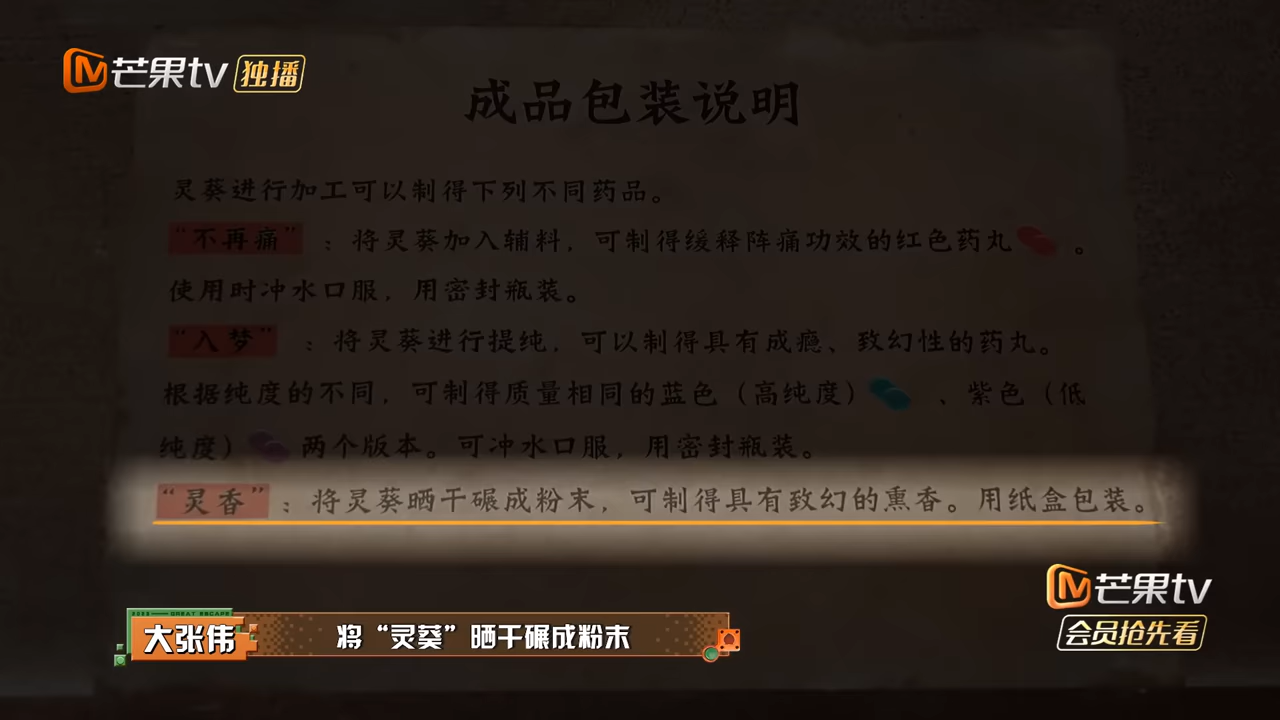 芒果tv 独播
成品包装说明
灵葵进行加工可以制得下列不同药品。
“不再痛”：将灵葵加入辅料，可制得缓释阵痛功效的红色药丸。
使用时冲水口服，用密封瓶装。
“入梦”：将灵葵进行提纯，可以制得具有成瘾、致幻性的药丸。
根据纯度的不同，可制得质量相同的蓝色（高纯度）、紫色（低
纯度）两个版本。可冲水口服，用密封瓶装。
“灵香”：将灵葵晒干碾成粉末，可制得具有致幻的熏香。用纸盒包装。
芒果tv
会员抢先看
GREAT ESCAPE
大张伟 将“灵葵”晒干碾成粉末